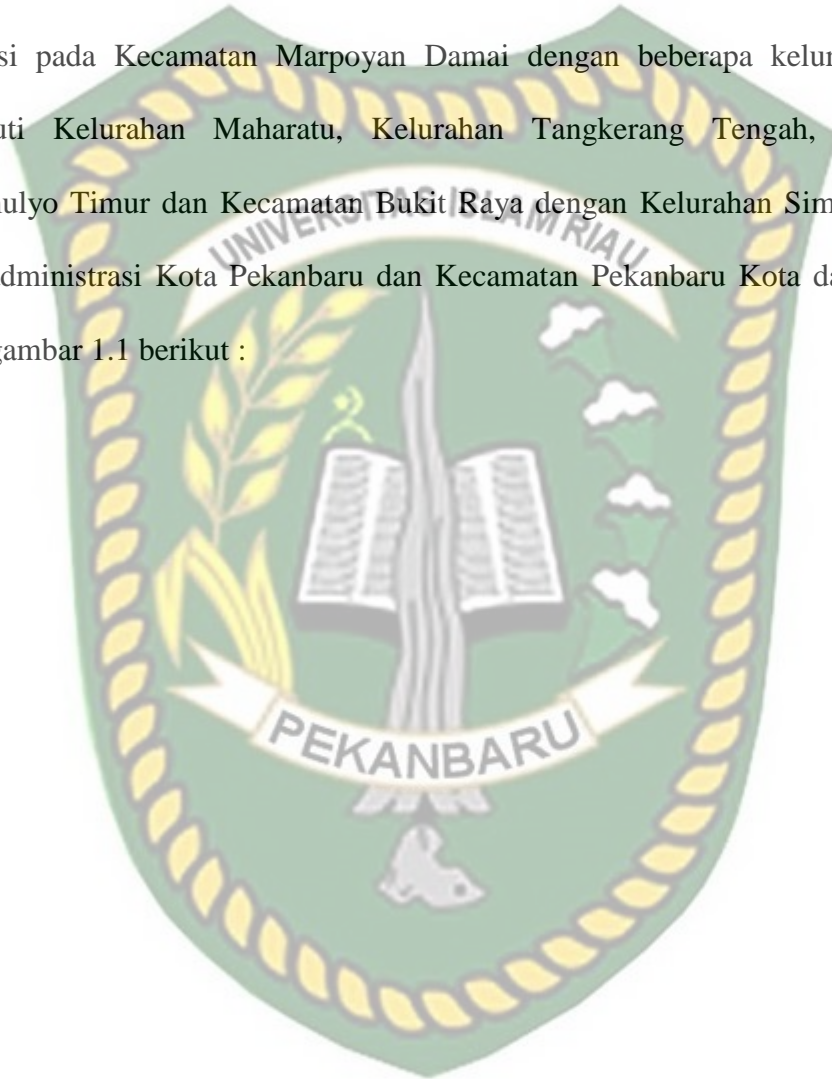 si pada Kecamatan Marpoyan Damai dengan beberapa kelur
uti Kelurahan Maharatu, Kelurahan Tangkerang Tengah,
ulyo Timur dan Kecamatan Bukit Raya dengan Kelurahan Sim
dministrasi Kota Pekanbaru dan Kecamatan Pekanbaru Kota da
gambar 1.1 berikut :
UNIVERSITAS ISLAM RIAU
PEKANBARU